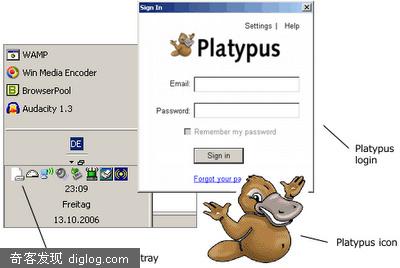 Sign In
Settings | Help
Platypus
Email:
Password:
Remember my password
Sign in
Forgot your pa
WAMP
Win Media Encoder
BrowserPool
Audacity 1.3
DE
23:09
Freitag
13.10.2006
Platypus
login
Platypus icon
tray
奇客发现 diglog.com